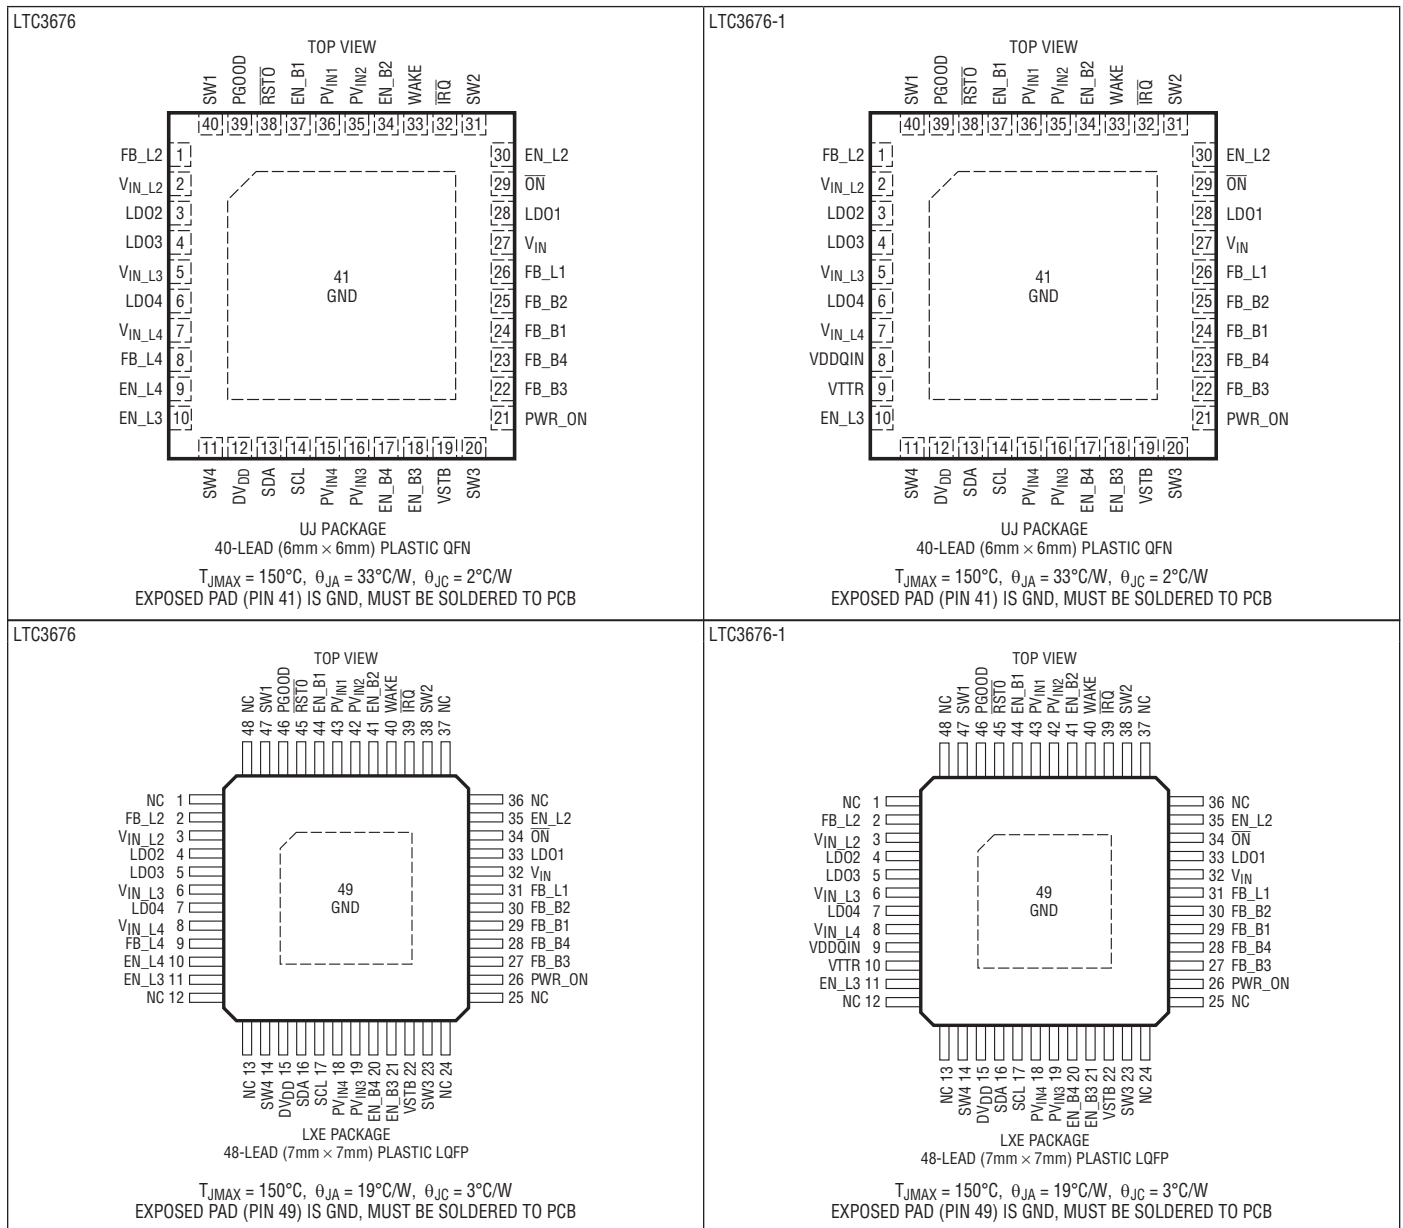 LTC3676
TOP VIEW
SW1 PGOOD R̅S̅T̅O̅ EN_B1 PVIN1 PVIN2 EN_B2 WAKE I̅R̅Q̅ SW2
40 39 38 37 36 35 34 33 32 31
FB_L2 1
VIN_L2 2
LDO2 3
LDO3 4
VIN_L3 5
LDO4 6
VIN_L4 7
FB_L4 8
EN_L4 9
EN_L3 10
41
GND
30 EN_L2
29 O̅N̅
28 LDO1
27 VIN
26 FB_L1
25 FB_B2
24 FB_B1
23 FB_B4
22 FB_B3
21 PWR_ON
11 12 13 14 15 16 17 18 19 20
SW4 DVDD SDA SCL PVIN4 PVIN3 EN_B4 EN_B3 VSTB SW3
UJ PACKAGE
40-LEAD (6mm × 6mm) PLASTIC QFN
TJMAX = 150°C, θJA = 33°C/W, θJC = 2°C/W
EXPOSED PAD (PIN 41) IS GND, MUST BE SOLDERED TO PCB
LTC3676-1
TOP VIEW
SW1 PGOOD R̅S̅T̅O̅ EN_B1 PVIN1 PVIN2 EN_B2 WAKE I̅R̅Q̅ SW2
40 39 38 37 36 35 34 33 32 31
FB_L2 1
VIN_L2 2
LDO2 3
LDO3 4
VIN_L3 5
LDO4 6
VIN_L4 7
VDDQIN 8
VTTR 9
EN_L3 10
41
GND
30 EN_L2
29 O̅N̅
28 LDO1
27 VIN
26 FB_L1
25 FB_B2
24 FB_B1
23 FB_B4
22 FB_B3
21 PWR_ON
11 12 13 14 15 16 17 18 19 20
SW4 DVDD SDA SCL PVIN4 PVIN3 EN_B4 EN_B3 VSTB SW3
UJ PACKAGE
40-LEAD (6mm × 6mm) PLASTIC QFN
TJMAX = 150°C, θJA = 33°C/W, θJC = 2°C/W
EXPOSED PAD (PIN 41) IS GND, MUST BE SOLDERED TO PCB
LTC3676
TOP VIEW
48 NC
47 SW1
46 PGOOD
45 R̅S̅T̅O̅
44 EN_B1
43 PVIN1
42 PVIN2
41 EN_B2
40 WAKE
39 I̅R̅Q̅
38 SW2
37 NC
NC 1
FB_L2 2
VIN_L2 3
LDO2 4
LDO3 5
VIN_L3 6
LDO4 7
VIN_L4 8
FB_L4 9
EN_L4 10
EN_L3 11
NC 12
49
GND
36 NC
35 EN_L2
34 O̅N̅
33 LDO1
32 VIN
31 FB_L1
30 FB_B2
29 FB_B1
28 FB_B4
27 FB_B3
26 PWR_ON
25 NC
NC 13
SW4 14
DVDD 15
SDA 16
SCL 17
PVIN4 18
PVIN3 19
EN_B4 20
EN_B3 21
VSTB 22
SW3 23
NC 24
LXE PACKAGE
48-LEAD (7mm × 7mm) PLASTIC LQFP
TJMAX = 150°C, θJA = 19°C/W, θJC = 3°C/W
EXPOSED PAD (PIN 49) IS GND, MUST BE SOLDERED TO PCB
LTC3676-1
TOP VIEW
48 NC
47 SW1
46 PGOOD
45 R̅S̅T̅O̅
44 EN_B1
43 PVIN1
42 PVIN2
41 EN_B2
40 WAKE
39 I̅R̅Q̅
38 SW2
37 NC
NC 1
FB_L2 2
VIN_L2 3
LDO2 4
LDO3 5
VIN_L3 6
LDO4 7
VIN_L4 8
VDDQIN 9
VTTR 10
EN_L3 11
NC 12
49
GND
36 NC
35 EN_L2
34 O̅N̅
33 LDO1
32 VIN
31 FB_L1
30 FB_B2
29 FB_B1
28 FB_B4
27 FB_B3
26 PWR_ON
25 NC
NC 13
SW4 14
DVDD 15
SDA 16
SCL 17
PVIN4 18
PVIN3 19
EN_B4 20
EN_B3 21
VSTB 22
SW3 23
NC 24
LXE PACKAGE
48-LEAD (7mm × 7mm) PLASTIC LQFP
TJMAX = 150°C, θJA = 19°C/W, θJC = 3°C/W
EXPOSED PAD (PIN 49) IS GND, MUST BE SOLDERED TO PCB